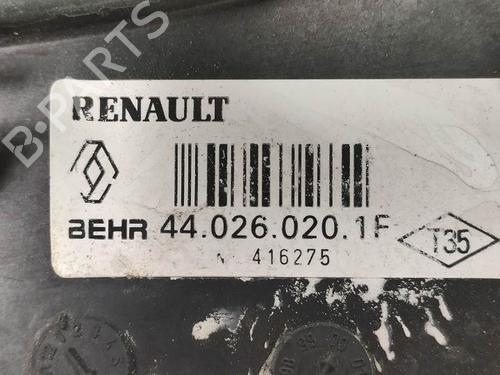 RENAULT
BEHR 44.026.020.1F
416275
T35
B-PARTS